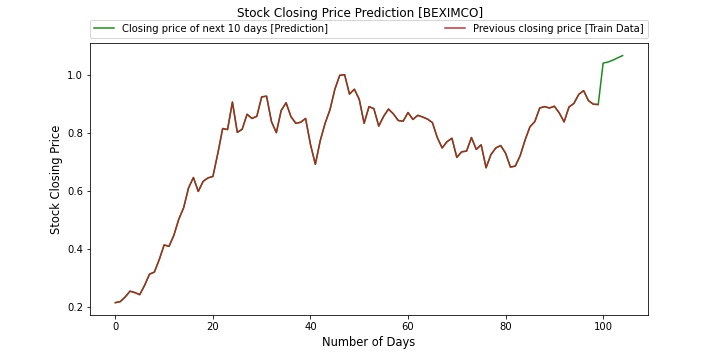 Stock Closing Price Prediction [BEXIMCO]
Closing price of next 10 days [Prediction] Previous closing price [Train Data]
1.0
0.8
0.6
0.4
0.2
Stock Closing Price
0 20 40 60 80 100
Number of Days